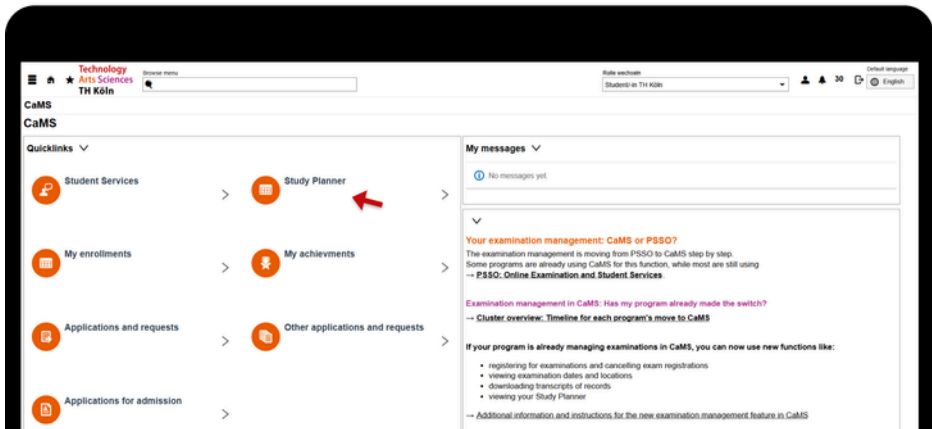 Technology
Arts Sciences
TH Köln
Browse menu
Rolle wechseln
Student/-in TH Köln
30
Default language
English
CaMS
CaMS
Quicklinks
Student Services
Study Planner
My enrollments
My achievments
Applications and requests
Other applications and requests
Applications for admission
My messages
No messages yet.
Your examination management: CaMS or PSSO?
The examination management is moving from PSSO to CaMS step by step.
Some programs are already using CaMS for this function, while most are still using
→ PSSO: Online Examination and Student Services.
Examination management in CaMS: Has my program already made the switch?
→ Cluster overview: Timeline for each program's move to CaMS
If your program is already managing examinations in CaMS, you can now use new functions like:
• registering for examinations and cancelling exam registrations
• viewing examination dates and locations
• downloading transcripts of records
• viewing your Study Planner
→ Additional information and instructions for the new examination management feature in CaMS